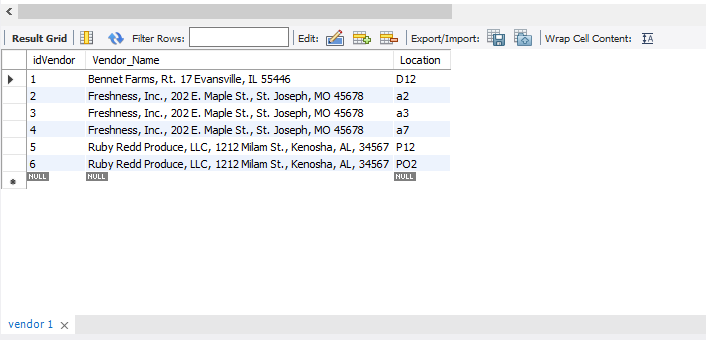 Result Grid Filter Rows: Edit: Export/Import: Wrap Cell Content: IA
idVendor Vendor_Name Location
1 Bennet Farms, Rt. 17 Evansville, IL 55446 D12
2 Freshness, Inc., 202 E. Maple St., St. Joseph, MO 45678 a2
3 Freshness, Inc., 202 E. Maple St., St. Joseph, MO 45678 a3
4 Freshness, Inc., 202 E. Maple St., St. Joseph, MO 45678 a7
5 Ruby Redd Produce, LLC, 1212 Milam St., Kenosha, AL, 34567 P12
6 Ruby Redd Produce, LLC, 1212 Milam St., Kenosha, AL, 34567 PO2
NULL NULL NULL
vendor 1